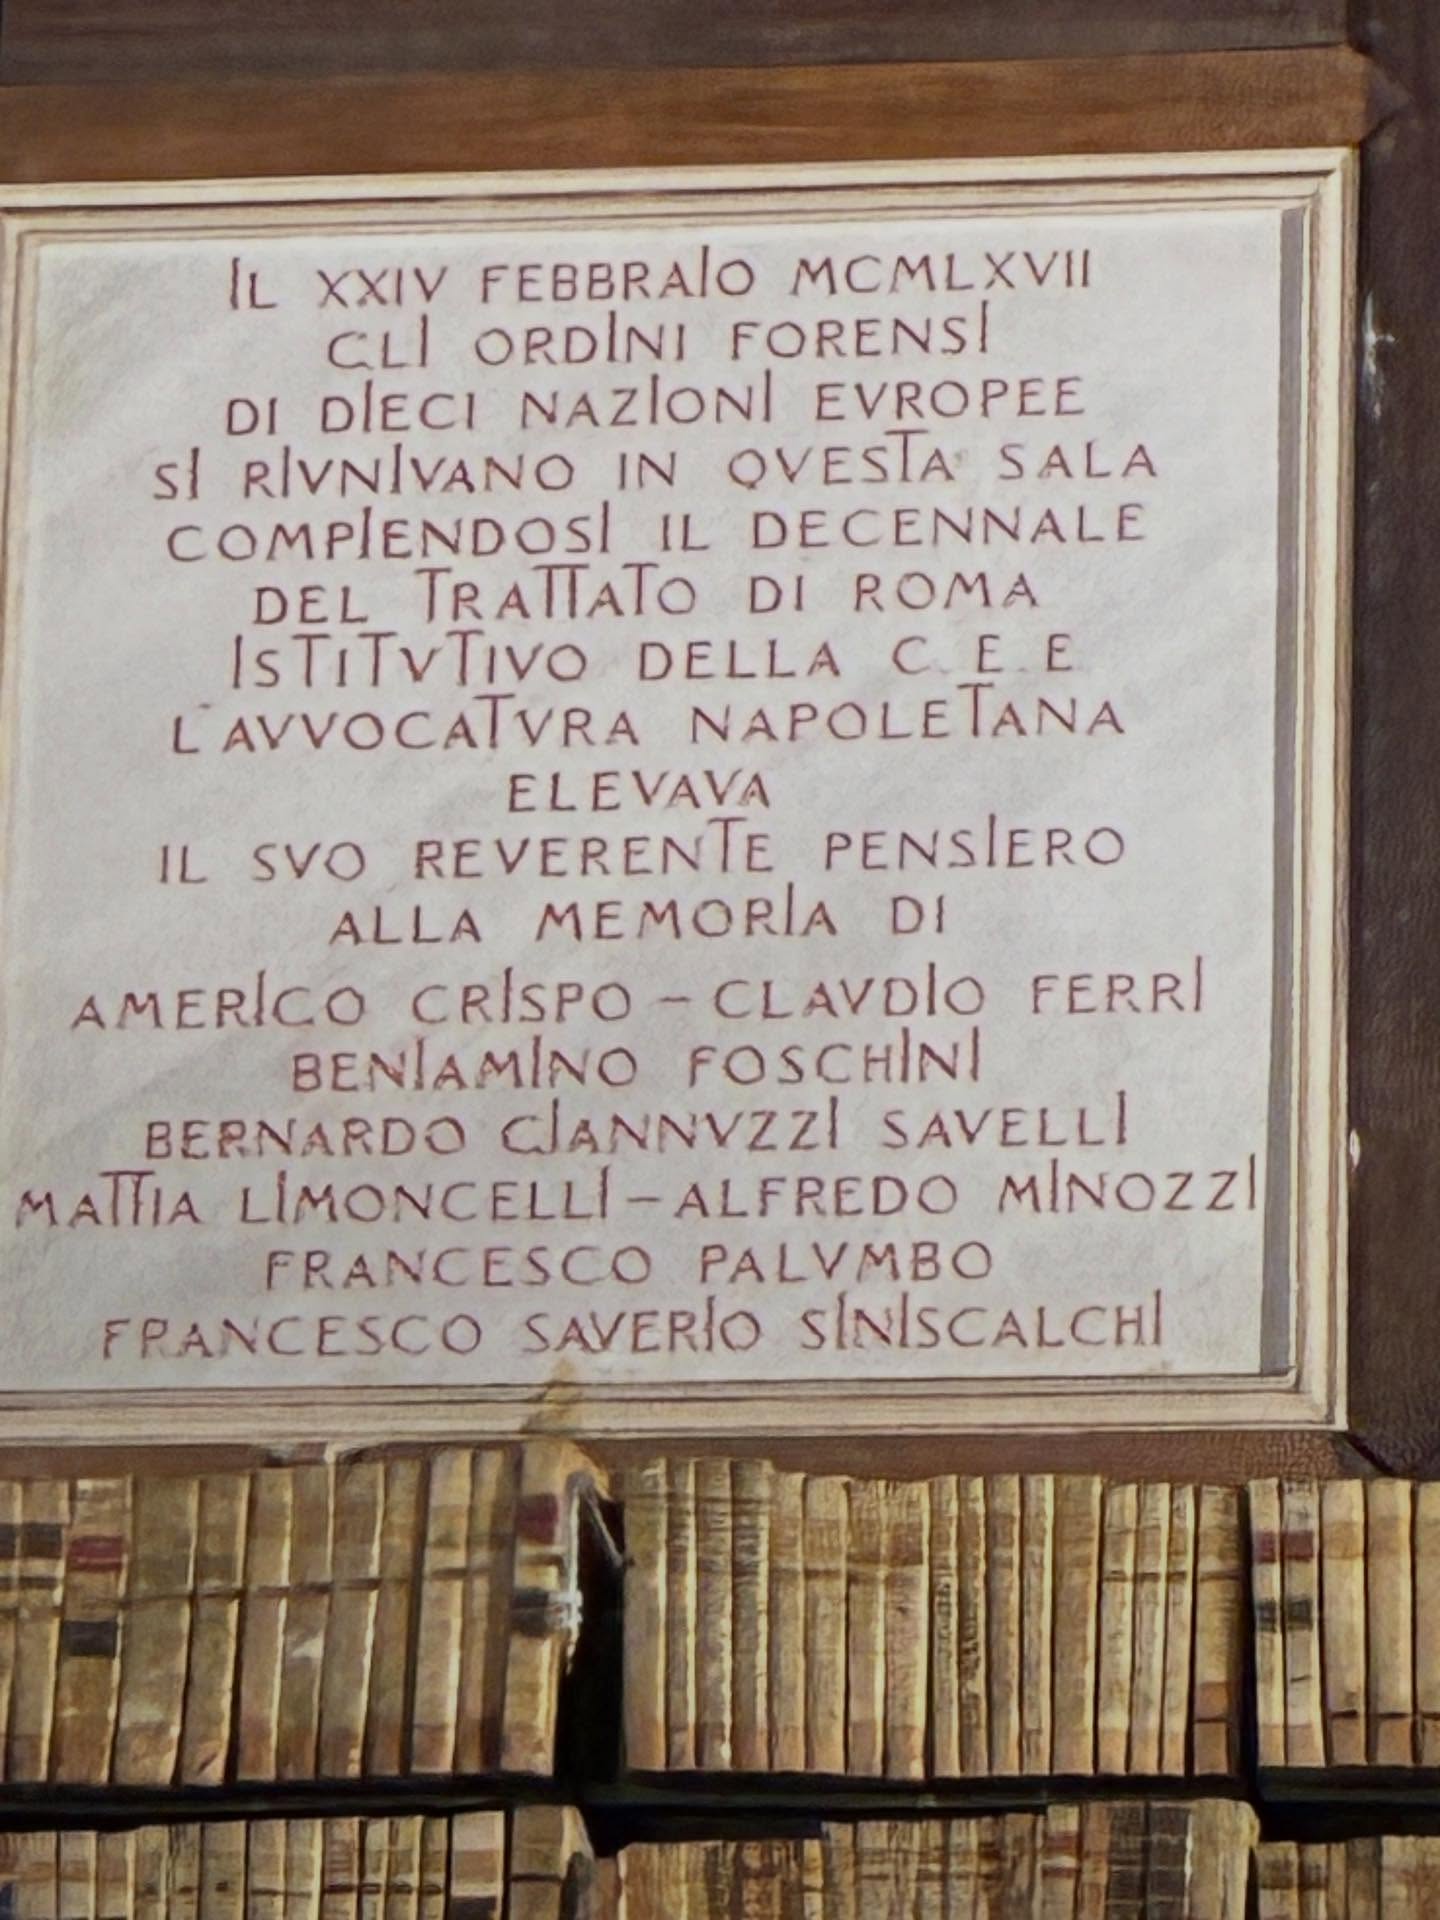 IL XXIV FEBBRAIO MCMLXVII
GLI ORDINI FORENSI
DI DIECI NAZIONI EVROPEE
SI RIVNIVANO IN QVESTA SALA
COMPIENDOSI IL DECENNALE
DEL TRATTATO DI ROMA
ISTITVTIVO DELLA C.E.E
L'AVVOCATVRA NAPOLETANA
ELEVAVA
IL SVO REVERENTE PENSIERO
ALLA MEMORIA DI
AMERICO CRISPO – CLAVDIO FERRI
BENIAMINO FOSCHINI
BERNARDO GIANNVZZI SAVELLI
MATTIA LIMONCELLI – ALFREDO MINOZZI
FRANCESCO PALVMBO
FRANCESCO SAVERIO SINISCALCHI